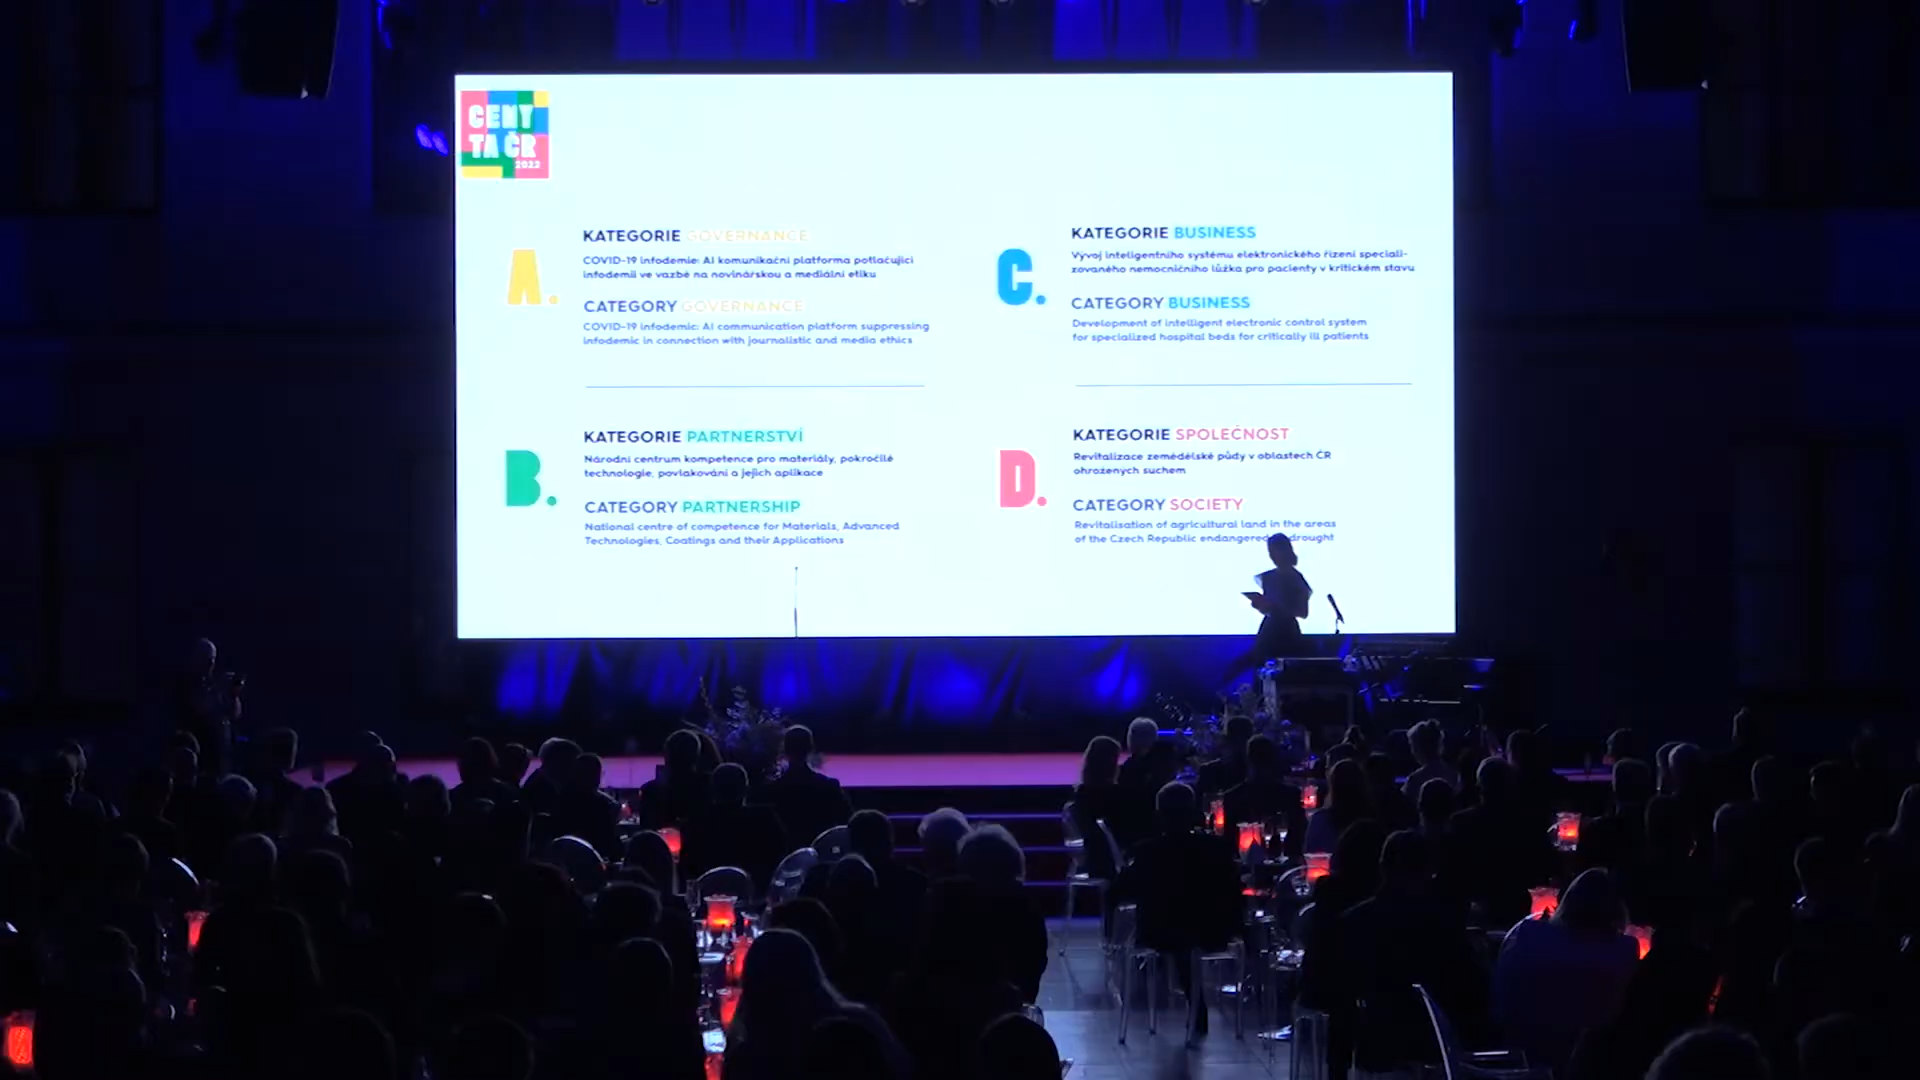 CENY
TA ČR
2022
A.
KATEGORIE GOVERNANCE
COVID-19 infodemie: AI komunikační platforma potlačující
infodemii ve vazbě na novinářskou a mediální etiku
CATEGORY GOVERNANCE
COVID-19 infodemic: AI communication platform suppressing
infodemic in connection with journalistic and media ethics
B.
KATEGORIE PARTNERSTVÍ
Národní centrum kompetence pro materiály, pokročilé
technologie, povlakování a jejich aplikace
CATEGORY PARTNERSHIP
National centre of competence for Materials, Advanced
Technologies, Coatings and their Applications
C.
KATEGORIE BUSINESS
Vývoj inteligentního systému elektronického řízení speciali-
zovaného nemocničního lůžka pro pacienty v kritickém stavu
CATEGORY BUSINESS
Development of intelligent electronic control system
for specialized hospital beds for critically ill patients
D.
KATEGORIE SPOLEČNOST
Revitalizace zemědělské půdy v oblastech ČR
ohrožených suchem
CATEGORY SOCIETY
Revitalisation of agricultural land in the areas
of the Czech Republic endangered drought